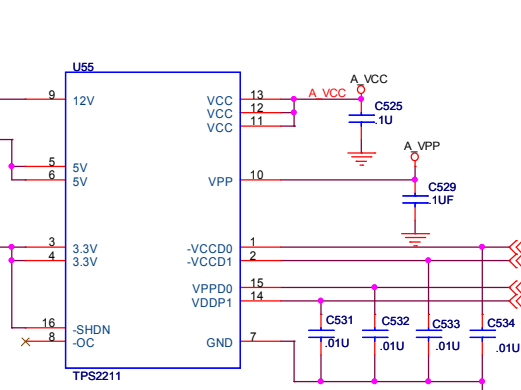 U55
A_VCC
9 12V VCC 13 A_VCC
VCC 12 C525
VCC 11 .1U
A_VPP
5 5V
6 5V VPP 10
C529
.1UF
3 3.3V -VCCD0 1
4 3.3V -VCCD1 2
VPPD0 15
VDDP1 14
C531 C532 C533 C534
16 -SHDN
8 -OC GND 7
.01U .01U .01U .01U
TPS2211